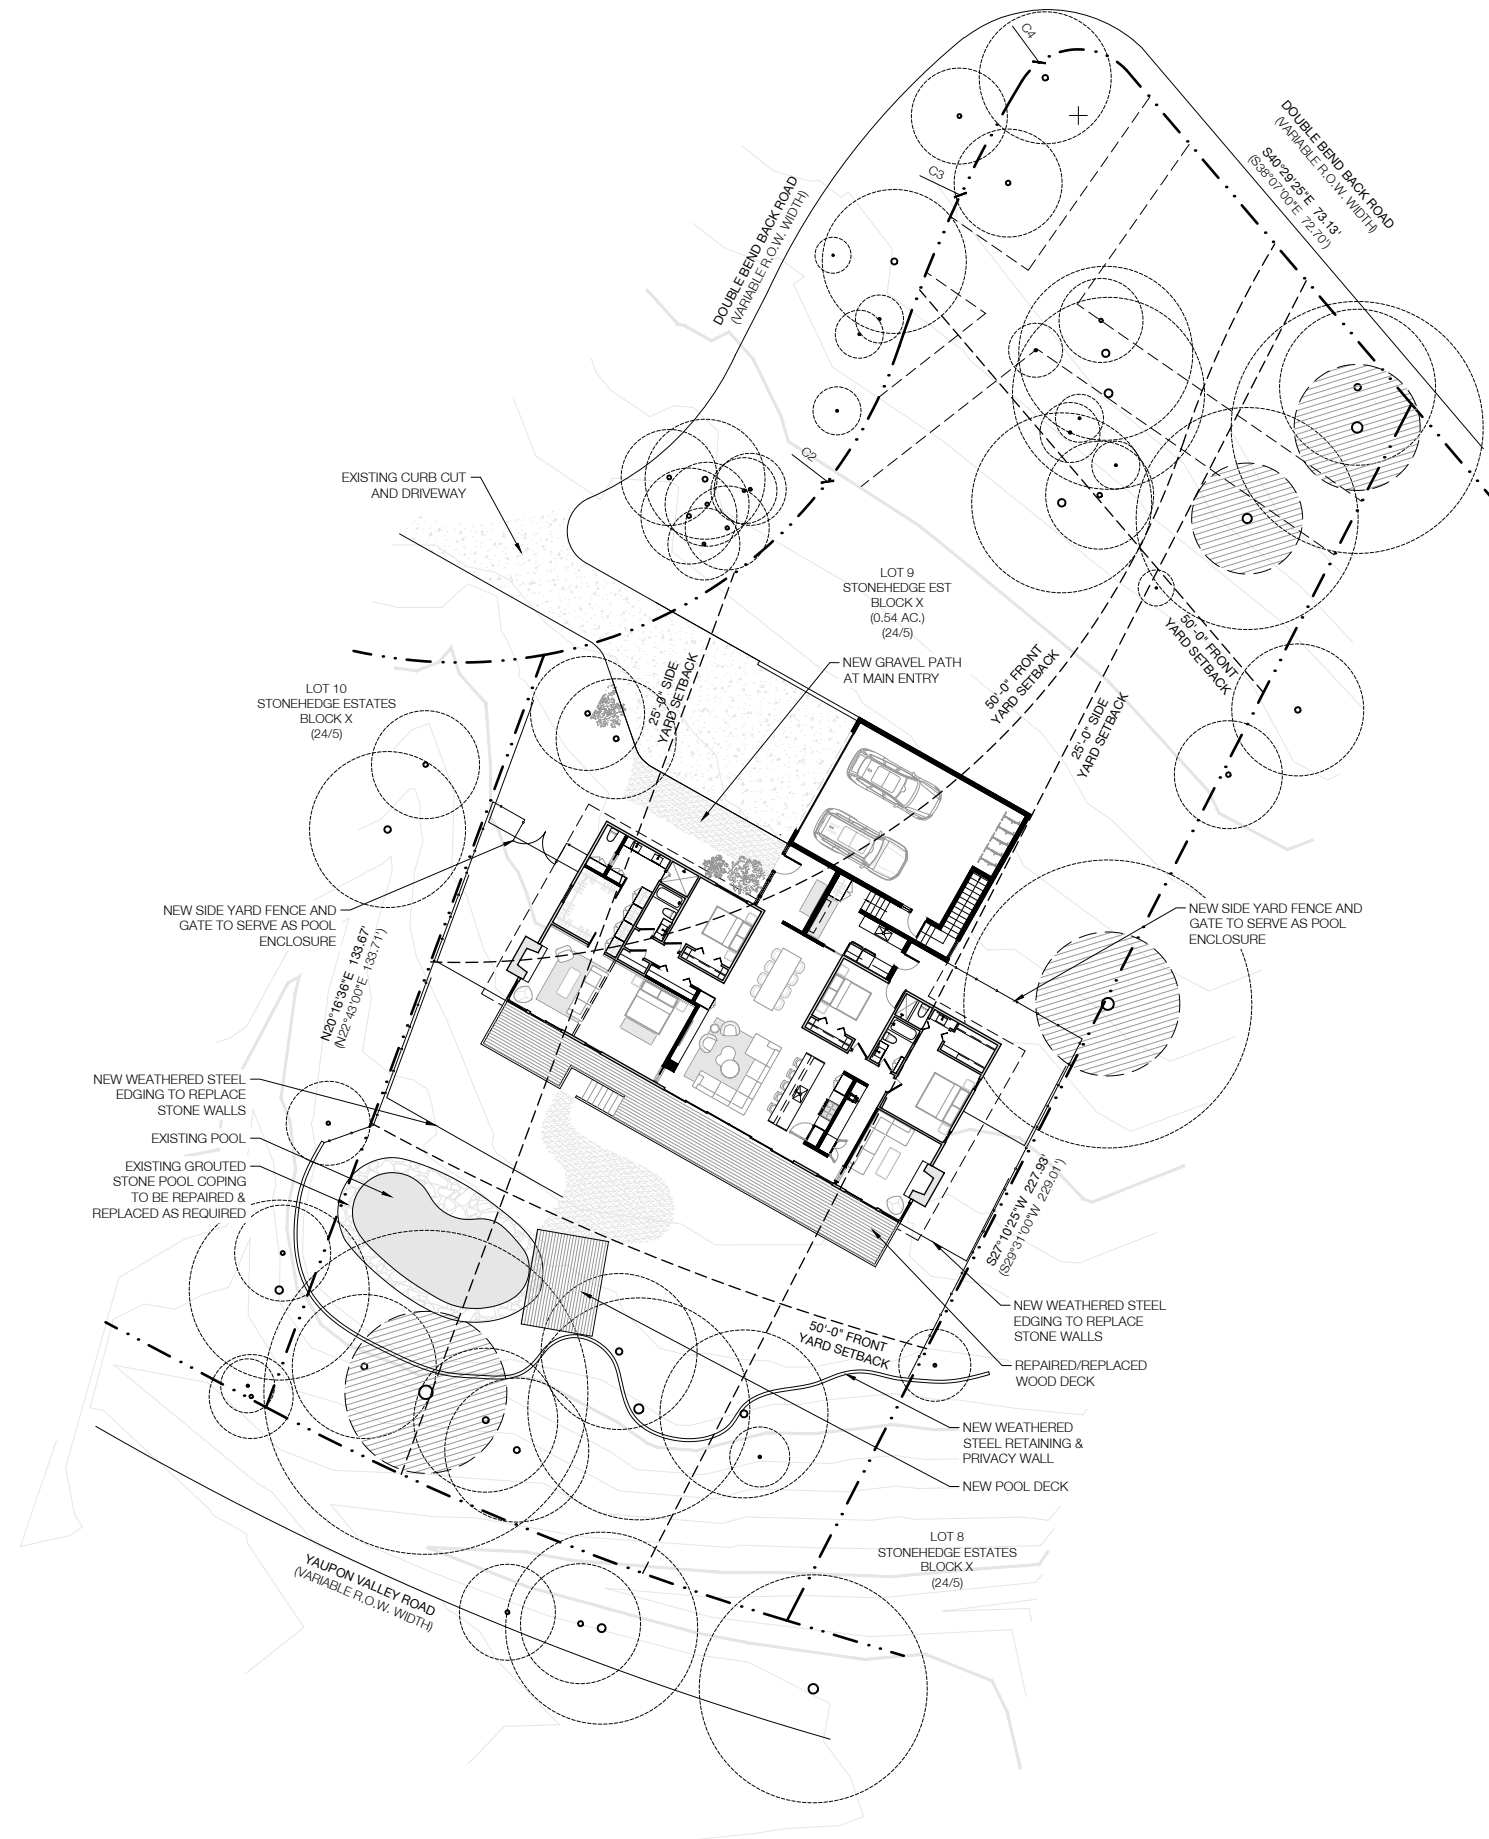 C4
DOUBLE BEND BACK ROAD
(VARIABLE R.O.W. WIDTH)
S40°29'25"E 73.13'
(S38°07'00"E 72.70')
C3
DOUBLE BEND BACK ROAD
(VARIABLE R.O.W. WIDTH)
C2
EXISTING CURB CUT
AND DRIVEWAY
LOT 9
STONEHEDGE EST
BLOCK X
(0.54 AC.)
(24/5)
50'-0" FRONT
YARD SETBACK
NEW GRAVEL PATH
AT MAIN ENTRY
25'-0" SIDE
YARD SETBACK
50'-0" FRONT
YARD SETBACK
25'-0" SIDE
YARD SETBACK
LOT 10
STONEHEDGE ESTATES
BLOCK X
(24/5)
NEW SIDE YARD FENCE AND
GATE TO SERVE AS POOL
ENCLOSURE
NEW SIDE YARD FENCE AND
GATE TO SERVE AS POOL
ENCLOSURE
N20°16'36"E 133.67'
(N22°43'00"E 133.71')
NEW WEATHERED STEEL
EDGING TO REPLACE
STONE WALLS
EXISTING POOL
EXISTING GROUTED
STONE POOL COPING
TO BE REPAIRED &
REPLACED AS REQUIRED
S27°10'25"W 227.93'
(S29°31'00"W 229.01')
NEW WEATHERED STEEL
EDGING TO REPLACE
STONE WALLS
50'-0" FRONT
YARD SETBACK
REPAIRED/REPLACED
WOOD DECK
NEW WEATHERED
STEEL RETAINING &
PRIVACY WALL
NEW POOL DECK
LOT 8
STONEHEDGE ESTATES
BLOCK X
(24/5)
YAUPON VALLEY ROAD
(VARIABLE R.O.W. WIDTH)